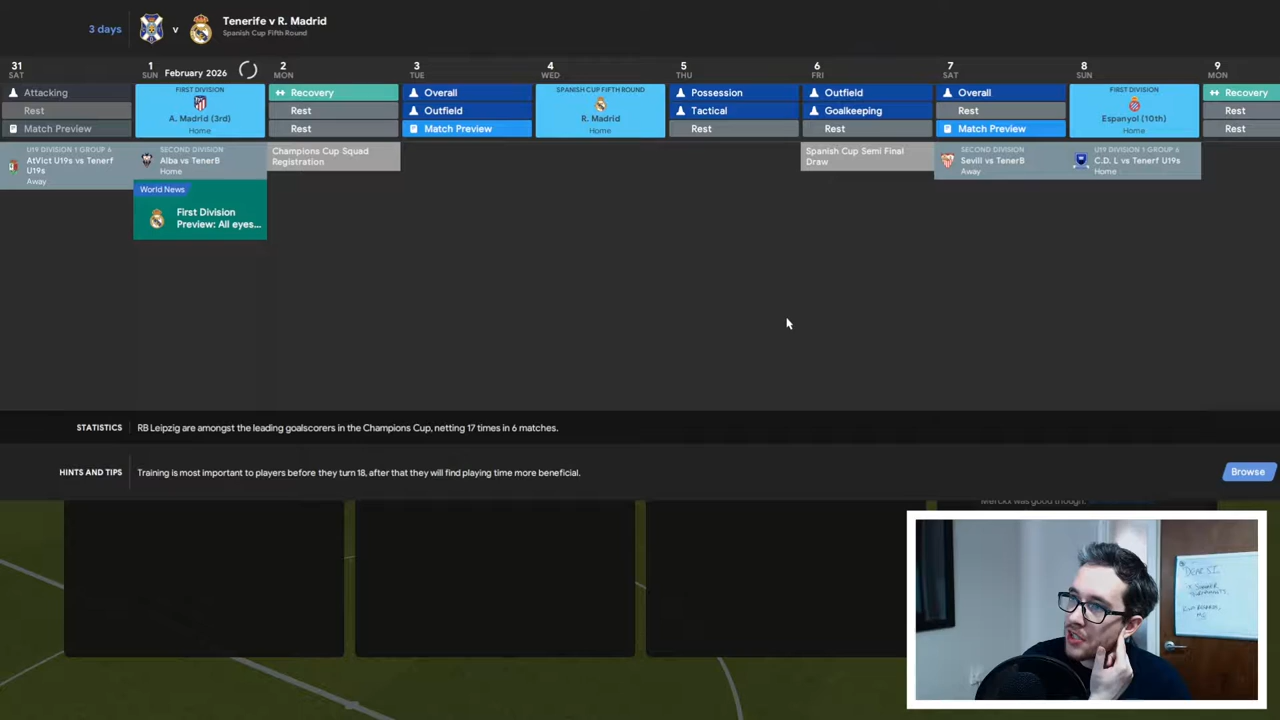 3 days
v
Tenerife v R. Madrid
Spanish Cup Fifth Round
31
SAT
1
SUN
February 2026
2
MON
3
TUE
4
WED
5
THU
6
FRI
7
SAT
8
SUN
9
MON
Attacking
Rest
Match Preview
FIRST DIVISION
A. Madrid (3rd)
Home
Recovery
Rest
Rest
Overall
Outfield
Match Preview
SPANISH CUP FIFTH ROUND
R. Madrid
Home
Possession
Tactical
Rest
Outfield
Goalkeeping
Rest
Overall
Rest
Match Preview
FIRST DIVISION
Espanyol (10th)
Home
Recovery
Rest
Rest
U19 DIVISION 1 GROUP 6
AtVlct U19s vs Tenerf
U19s
Away
SECOND DIVISION
Alba vs TenerB
Home
Champions Cup Squad
Registration
Spanish Cup Semi Final
Draw
SECOND DIVISION
Sevill vs TenerB
Away
U19 DIVISION 1 GROUP 6
C.D. L vs Tenerf U19s
Home
World News
First Division
Preview: All eyes...
STATISTICS
RB Leipzig are amongst the leading goalscorers in the Champions Cup, netting 17 times in 6 matches.
HINTS AND TIPS
Training is most important to players before they turn 18, after that they will find playing time more beneficial.
Browse
was good though.
DEAR SI,